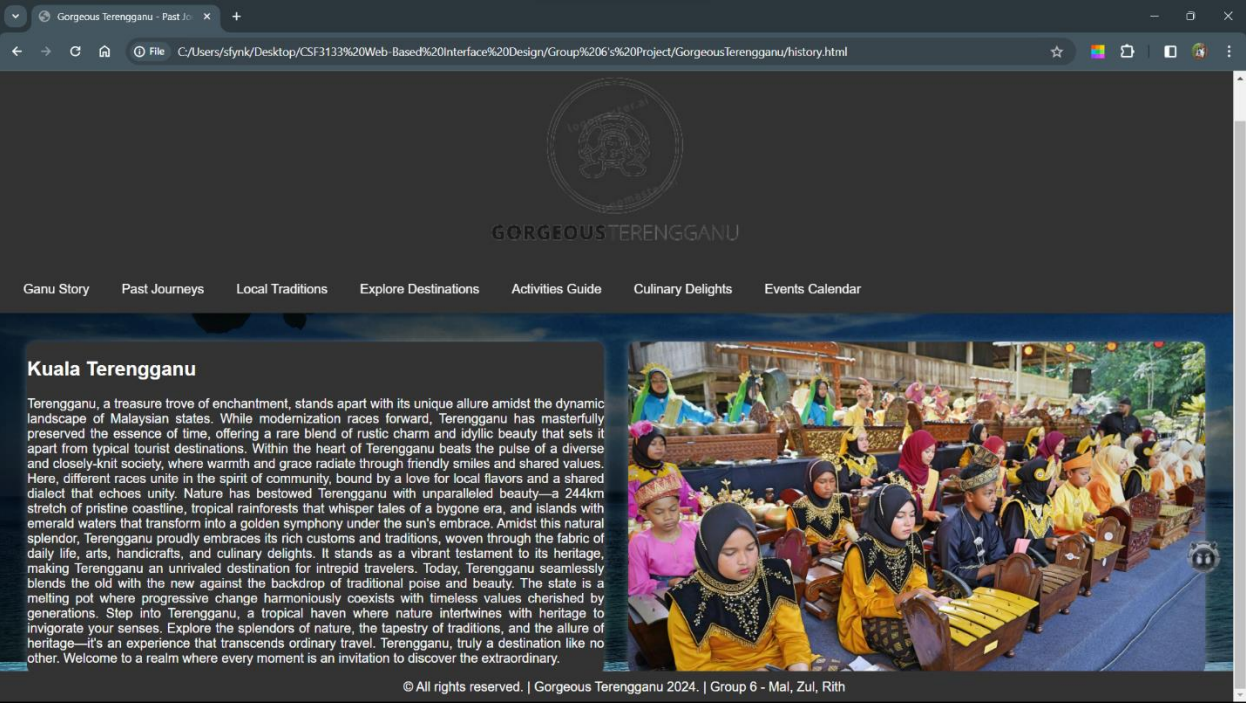 Gorgeous Terengganu - Past Jo
File C:/Users/sfynk/Desktop/CSF3133%20Web-Based%20Interface%20Design/Group%206's%20Project/GorgeousTerengganu/history.html
GORGEOUS TERENGGANU
Ganu Story Past Journeys Local Traditions Explore Destinations Activities Guide Culinary Delights Events Calendar
Kuala Terengganu
Terengganu, a treasure trove of enchantment, stands apart with its unique allure amidst the dynamic
landscape of Malaysian states. While modernization races forward, Terengganu has masterfully
preserved the essence of time, offering a rare blend of rustic charm and idyllic beauty that sets it
apart from typical tourist destinations. Within the heart of Terengganu beats the pulse of a diverse
and closely-knit society, where warmth and grace radiate through friendly smiles and shared values.
Here, different races unite in the spirit of community, bound by a love for local flavors and a shared
dialect that echoes unity. Nature has bestowed Terengganu with unparalleled beauty—a 244km
stretch of pristine coastline, tropical rainforests that whisper tales of a bygone era, and islands with
emerald waters that transform into a golden symphony under the sun's embrace. Amidst this natural
splendor, Terengganu proudly embraces its rich customs and traditions, woven through the fabric of
daily life, arts, handicrafts, and culinary delights. It stands as a vibrant testament to its heritage,
making Terengganu an unrivaled destination for intrepid travelers. Today, Terengganu seamlessly
blends the old with the new against the backdrop of traditional poise and beauty. The state is a
melting pot where progressive change harmoniously coexists with timeless values cherished by
generations. Step into Terengganu, a tropical haven where nature intertwines with heritage to
invigorate your senses. Explore the splendors of nature, the tapestry of traditions, and the allure of
heritage—it's an experience that transcends ordinary travel. Terengganu, truly a destination like no
other. Welcome to a realm where every moment is an invitation to discover the extraordinary.
© All rights reserved. | Gorgeous Terengganu 2024. | Group 6 - Mal, Zul, Rith